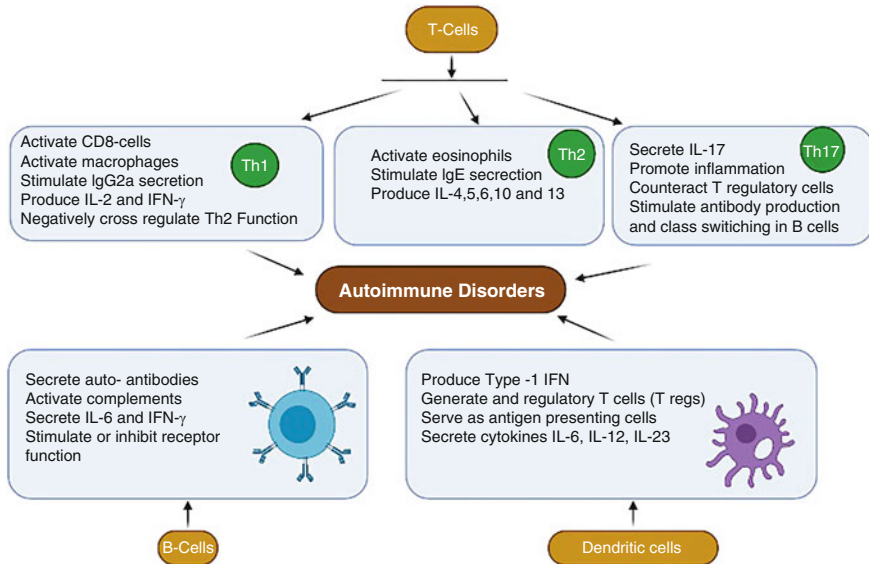 T-Cells
Activate CD8-cells
Activate macrophages
Stimulate IgG2a secretion
Produce IL-2 and IFN-γ
Negatively cross regulate Th2 Function
Th1
Activate eosinophils
Stimulate IgE secrection
Produce IL-4,5,6,10 and 13
Th2
Secrete IL-17
Promote inflammation
Counteract T regulatory cells
Stimulate antibody production
and class switiching in B cells
Th17
Autoimmune Disorders
Secrete auto- antibodies
Activate complements
Secrete IL-6 and IFN-γ
Stimulate or inhibit receptor
function
Produce Type -1 IFN
Generate and regulatory T cells (T regs)
Serve as antigen presenting cells
Secrete cytokines IL-6, IL-12, IL-23
B-Cells
Dendritic cells